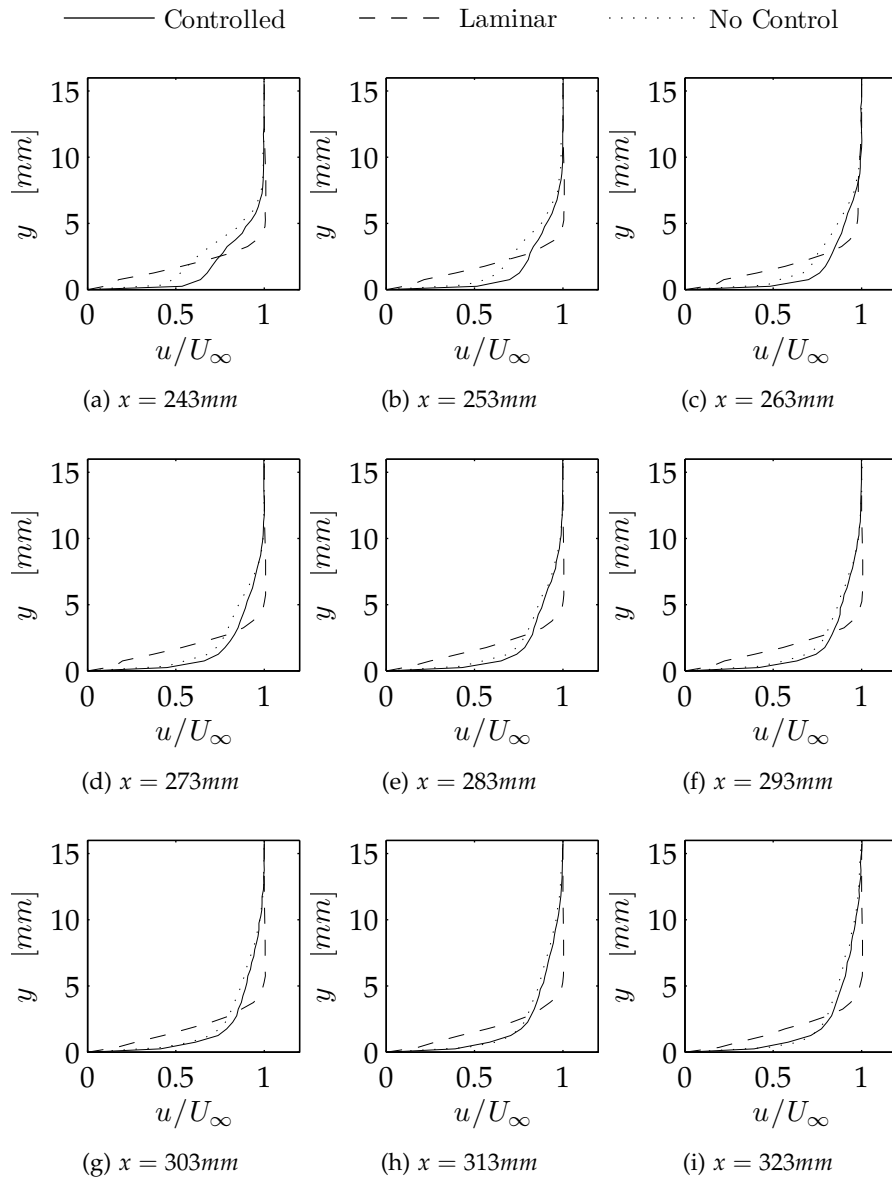 Controlled Laminar No Control
15 15 15
10 10 10
y [mm] y [mm] y [mm]
5 5 5
0 0 0
0 0.5 1 0 0.5 1 0 0.5 1
u/U∞ u/U∞ u/U∞
(a) x = 243mm (b) x = 253mm (c) x = 263mm
15 15 15
10 10 10
y [mm] y [mm] y [mm]
5 5 5
0 0 0
0 0.5 1 0 0.5 1 0 0.5 1
u/U∞ u/U∞ u/U∞
(d) x = 273mm (e) x = 283mm (f) x = 293mm
15 15 15
10 10 10
y [mm] y [mm] y [mm]
5 5 5
0 0 0
0 0.5 1 0 0.5 1 0 0.5 1
u/U∞ u/U∞ u/U∞
(g) x = 303mm (h) x = 313mm (i) x = 323mm